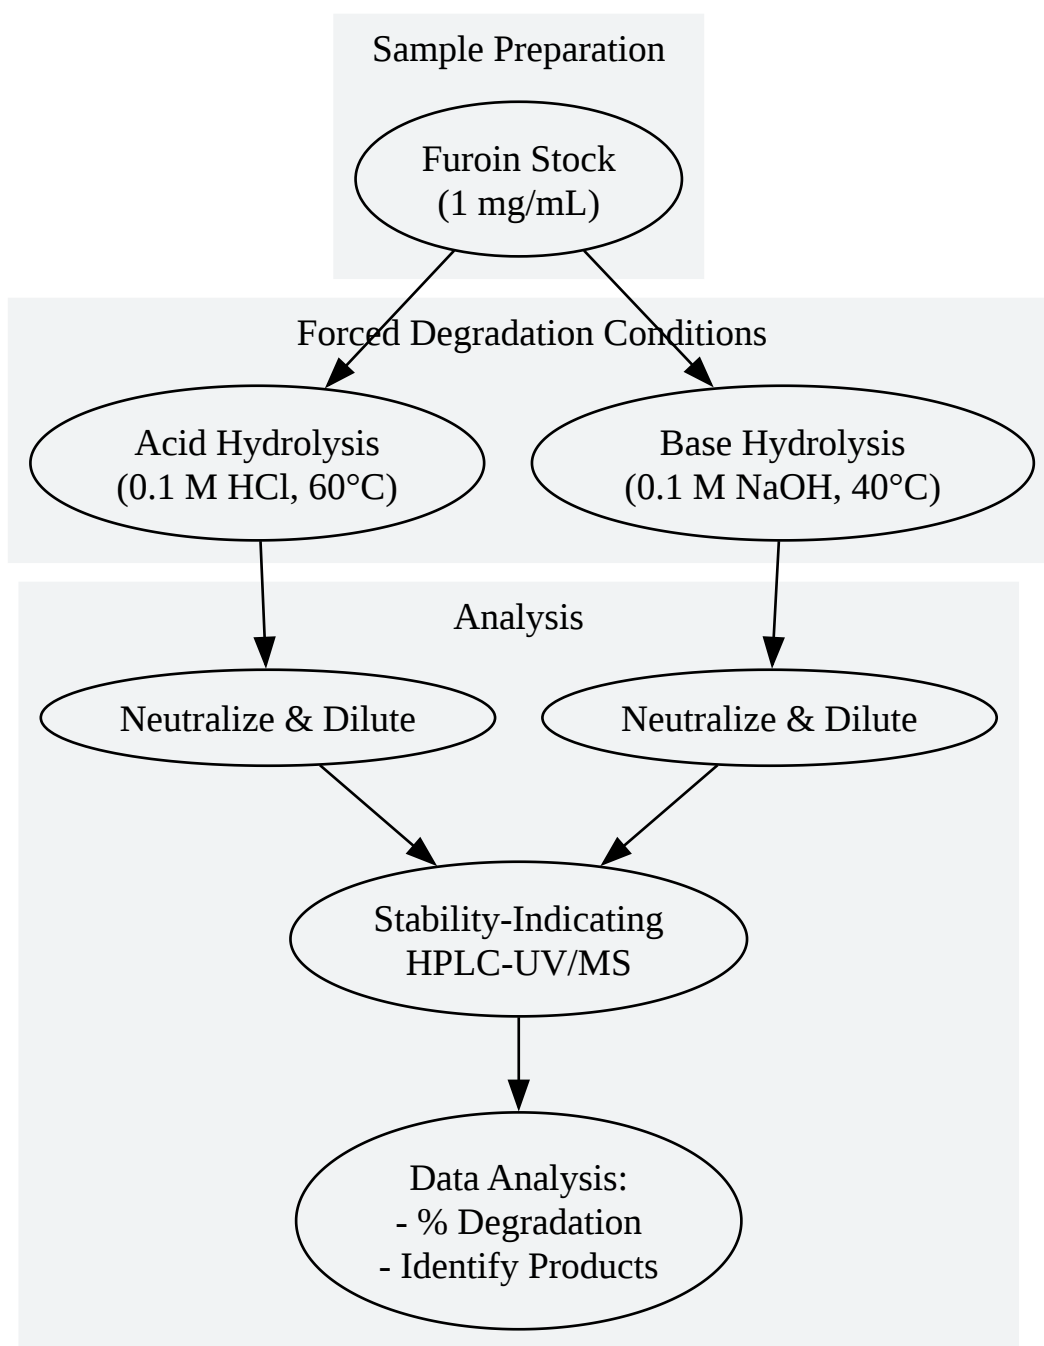 Sample Preparation
Furoin Stock
(1 mg/mL)
Forced Degradation Conditions
Acid Hydrolysis
(0.1 M HCl, 60°C)
Base Hydrolysis
(0.1 M NaOH, 40°C)
Analysis
Neutralize & Dilute
Neutralize & Dilute
Stability-Indicating
HPLC-UV/MS
Data Analysis:
- % Degradation
- Identify Products